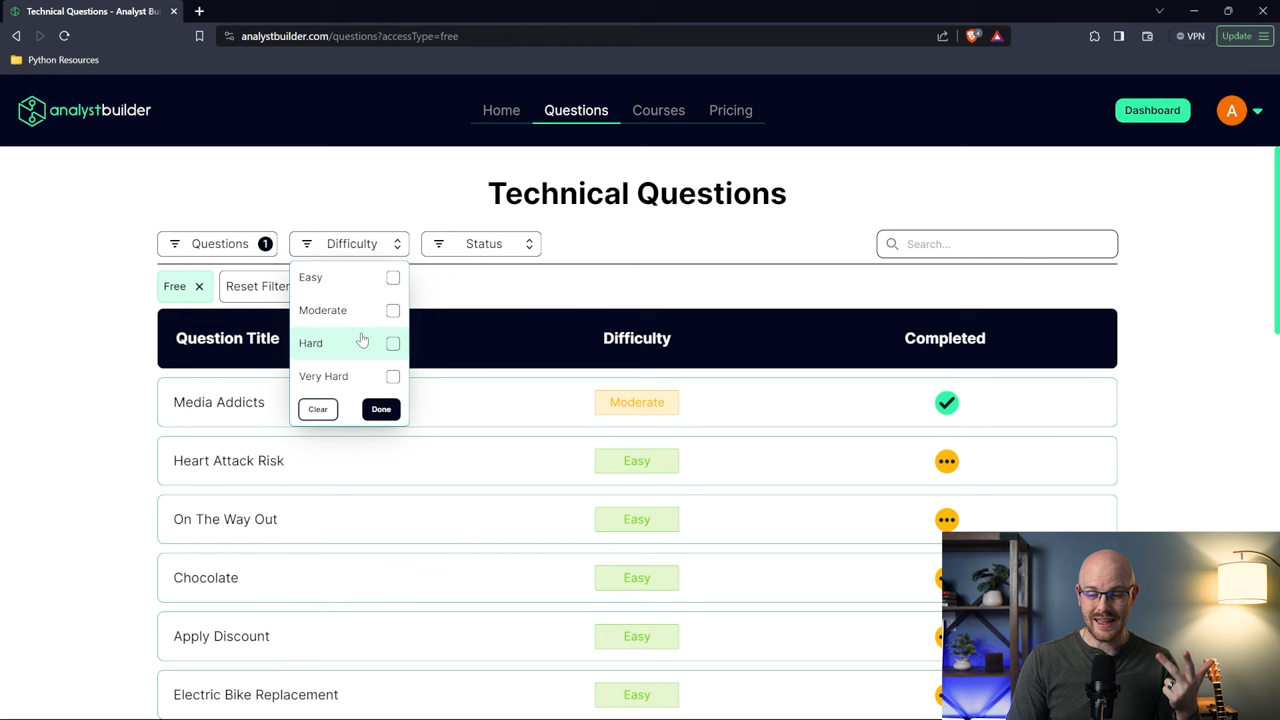 Technical Questions - Analyst Bu
analystbuilder.com/questions?accessType=free
4
VPN
Update
Python Resources
analystbuilder
Home
Questions
Courses
Pricing
Dashboard
A
Technical Questions
Questions 1
Difficulty
Status
Search...
Free
Reset Filter
Easy
Moderate
Hard
Very Hard
Clear
Done
Question Title
Difficulty
Completed
Media Addicts
Moderate
Heart Attack Risk
Easy
On The Way Out
Easy
Chocolate
Easy
Apply Discount
Easy
Electric Bike Replacement
Easy